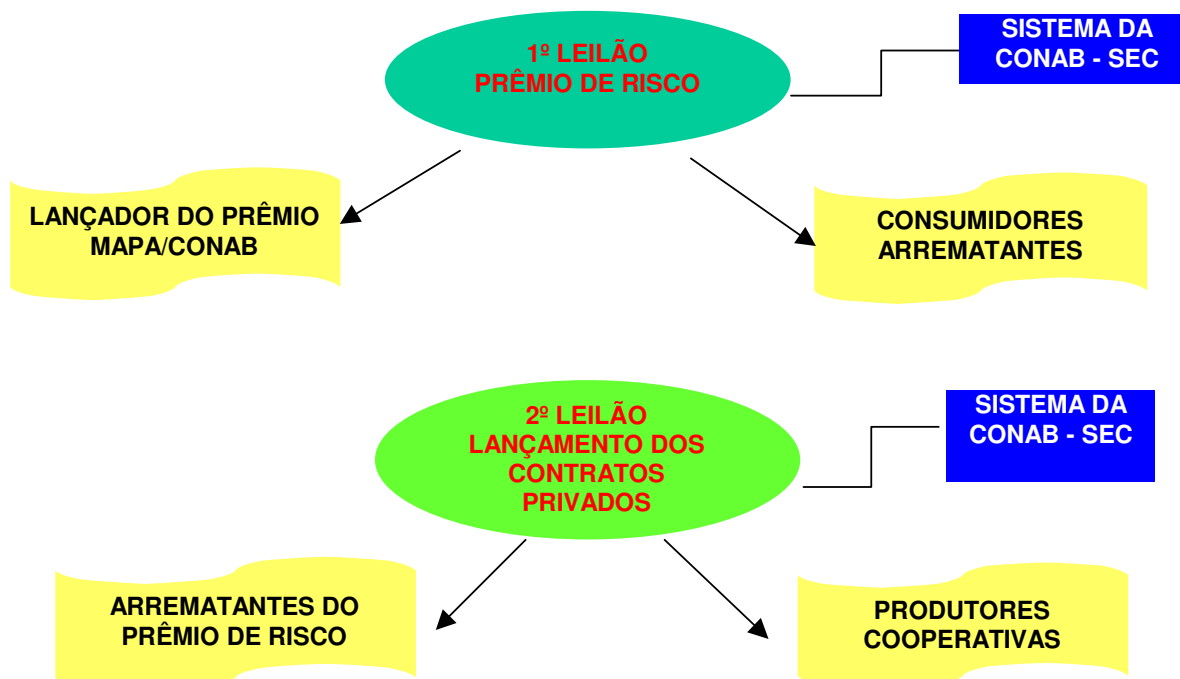 1º LEILÃO
PRÊMIO DE RISCO
SISTEMA DA
CONAB - SEC
LANÇADOR DO PRÊMIO
MAPA/CONAB
CONSUMIDORES
ARREMATANTES
2º LEILÃO
LANÇAMENTO DOS
CONTRATOS
PRIVADOS
SISTEMA DA
CONAB - SEC
ARREMATANTES DO
PRÊMIO DE RISCO
PRODUTORES
COOPERATIVAS